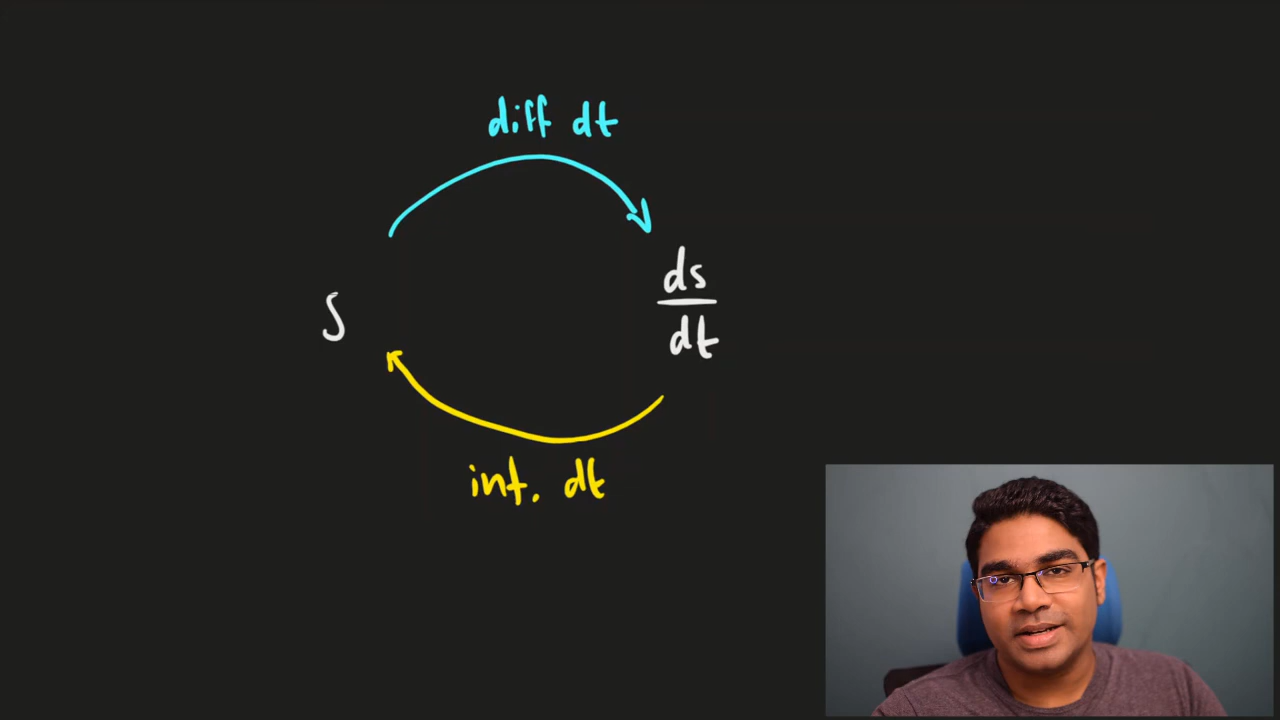 diff dt
s
ds
dt
int. dt